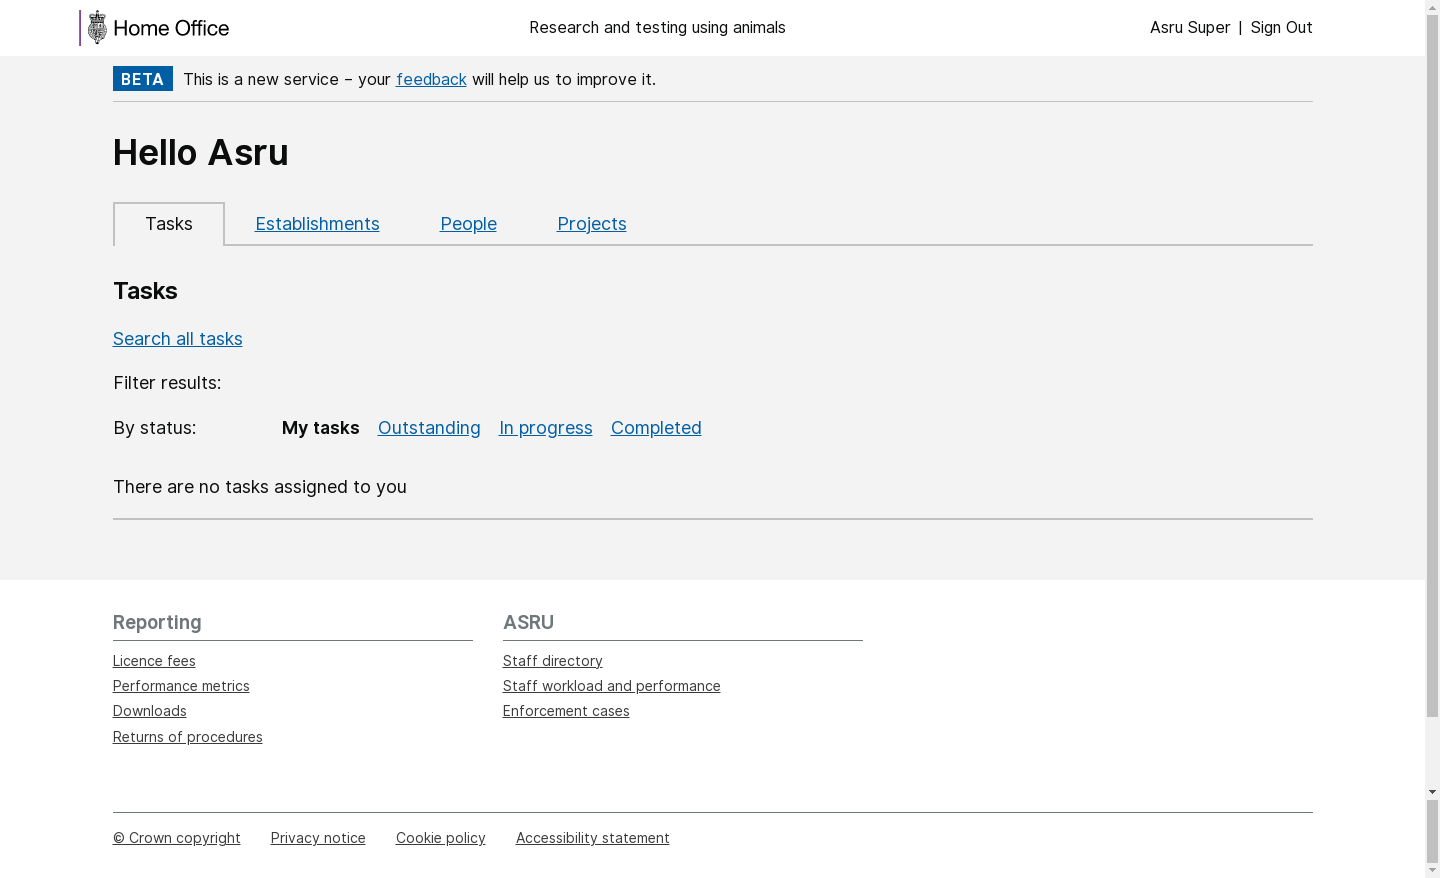 Home Office
Research and testing using animals
Asru Super | Sign Out
BETA This is a new service – your feedback will help us to improve it.
Hello Asru
Tasks Establishments People Projects
Tasks
Search all tasks
Filter results:
By status: My tasks Outstanding In progress Completed
There are no tasks assigned to you
Reporting
Licence fees
Performance metrics
Downloads
Returns of procedures
ASRU
Staff directory
Staff workload and performance
Enforcement cases
© Crown copyright Privacy notice Cookie policy Accessibility statement